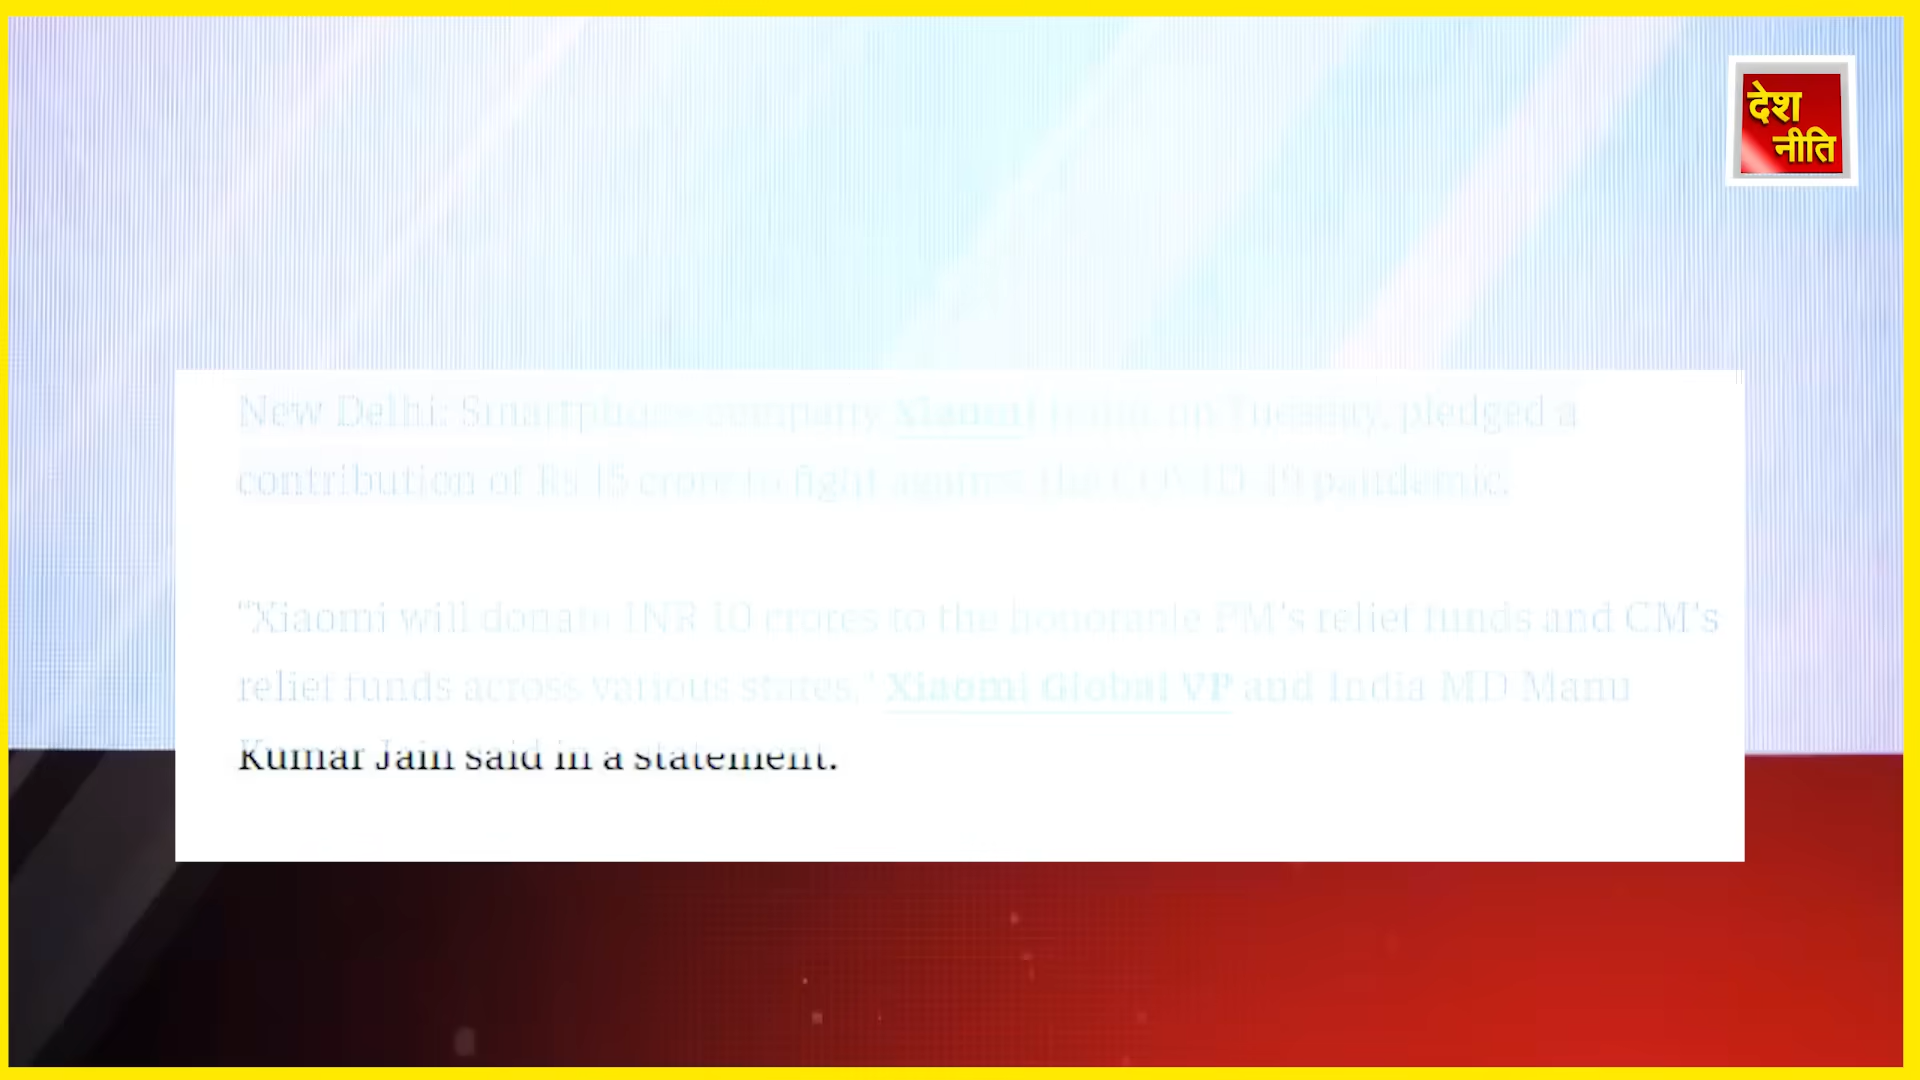 देश
नीति
New Delhi: Smartphone company Xiaomi India, on Tuesday, pledged a
contribution of Rs 15 crore to fight against the COVID-19 pandemic.
"Xiaomi will donate INR 10 crores to the honorable PM's relief funds and CM's
relief funds across various states," Xiaomi Global VP and India MD Manu
Kumar Jain said in a statement.